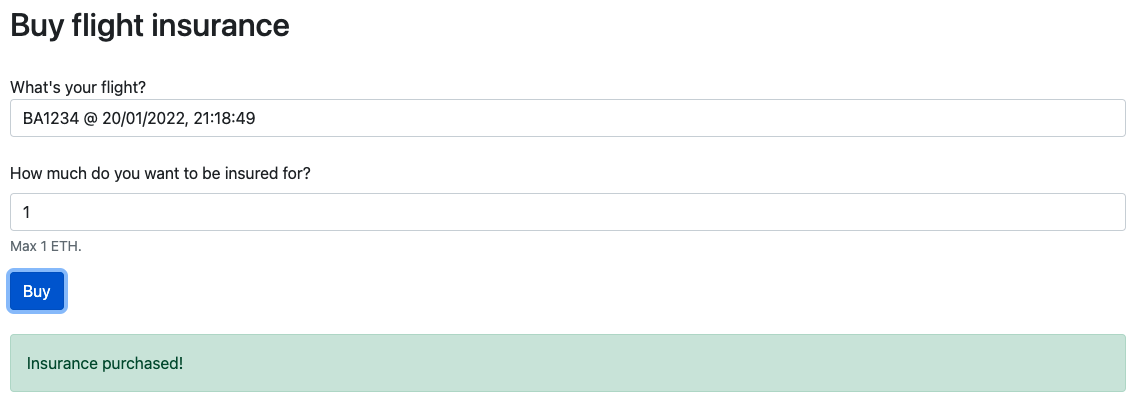 Buy flight insurance
What's your flight?
BA1234 @ 20/01/2022, 21:18:49
How much do you want to be insured for?
1
Max 1 ETH.
Buy
Insurance purchased!